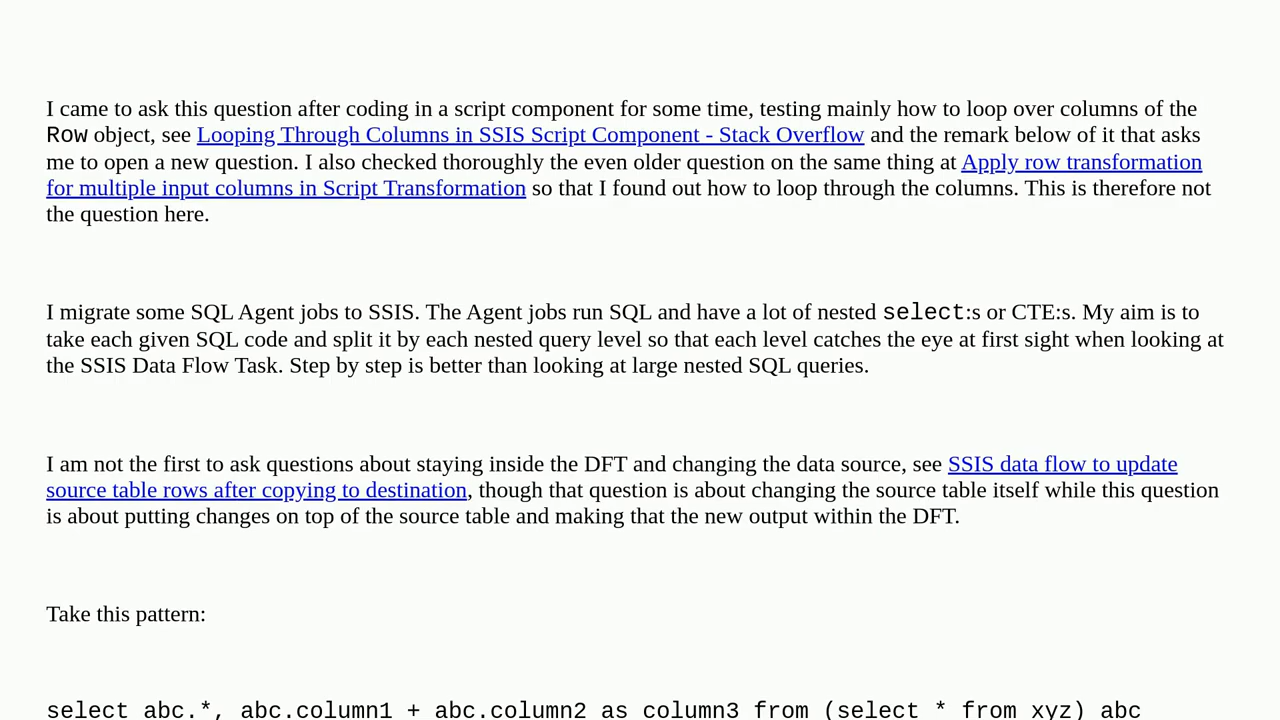 I came to ask this question after coding in a script component for some time, testing mainly how to loop over columns of the
Row object, see Looping Through Columns in SSIS Script Component - Stack Overflow and the remark below of it that asks
me to open a new question. I also checked thoroughly the even older question on the same thing at Apply row transformation
for multiple input columns in Script Transformation so that I found out how to loop through the columns. This is therefore not
the question here.
I migrate some SQL Agent jobs to SSIS. The Agent jobs run SQL and have a lot of nested select:s or CTE:s. My aim is to
take each given SQL code and split it by each nested query level so that each level catches the eye at first sight when looking at
the SSIS Data Flow Task. Step by step is better than looking at large nested SQL queries.
I am not the first to ask questions about staying inside the DFT and changing the data source, see SSIS data flow to update
source table rows after copying to destination, though that question is about changing the source table itself while this question
is about putting changes on top of the source table and making that the new output within the DFT.
Take this pattern:
select abc.*, abc.column1 + abc.column2 as column3 from (select * from xyz) abc